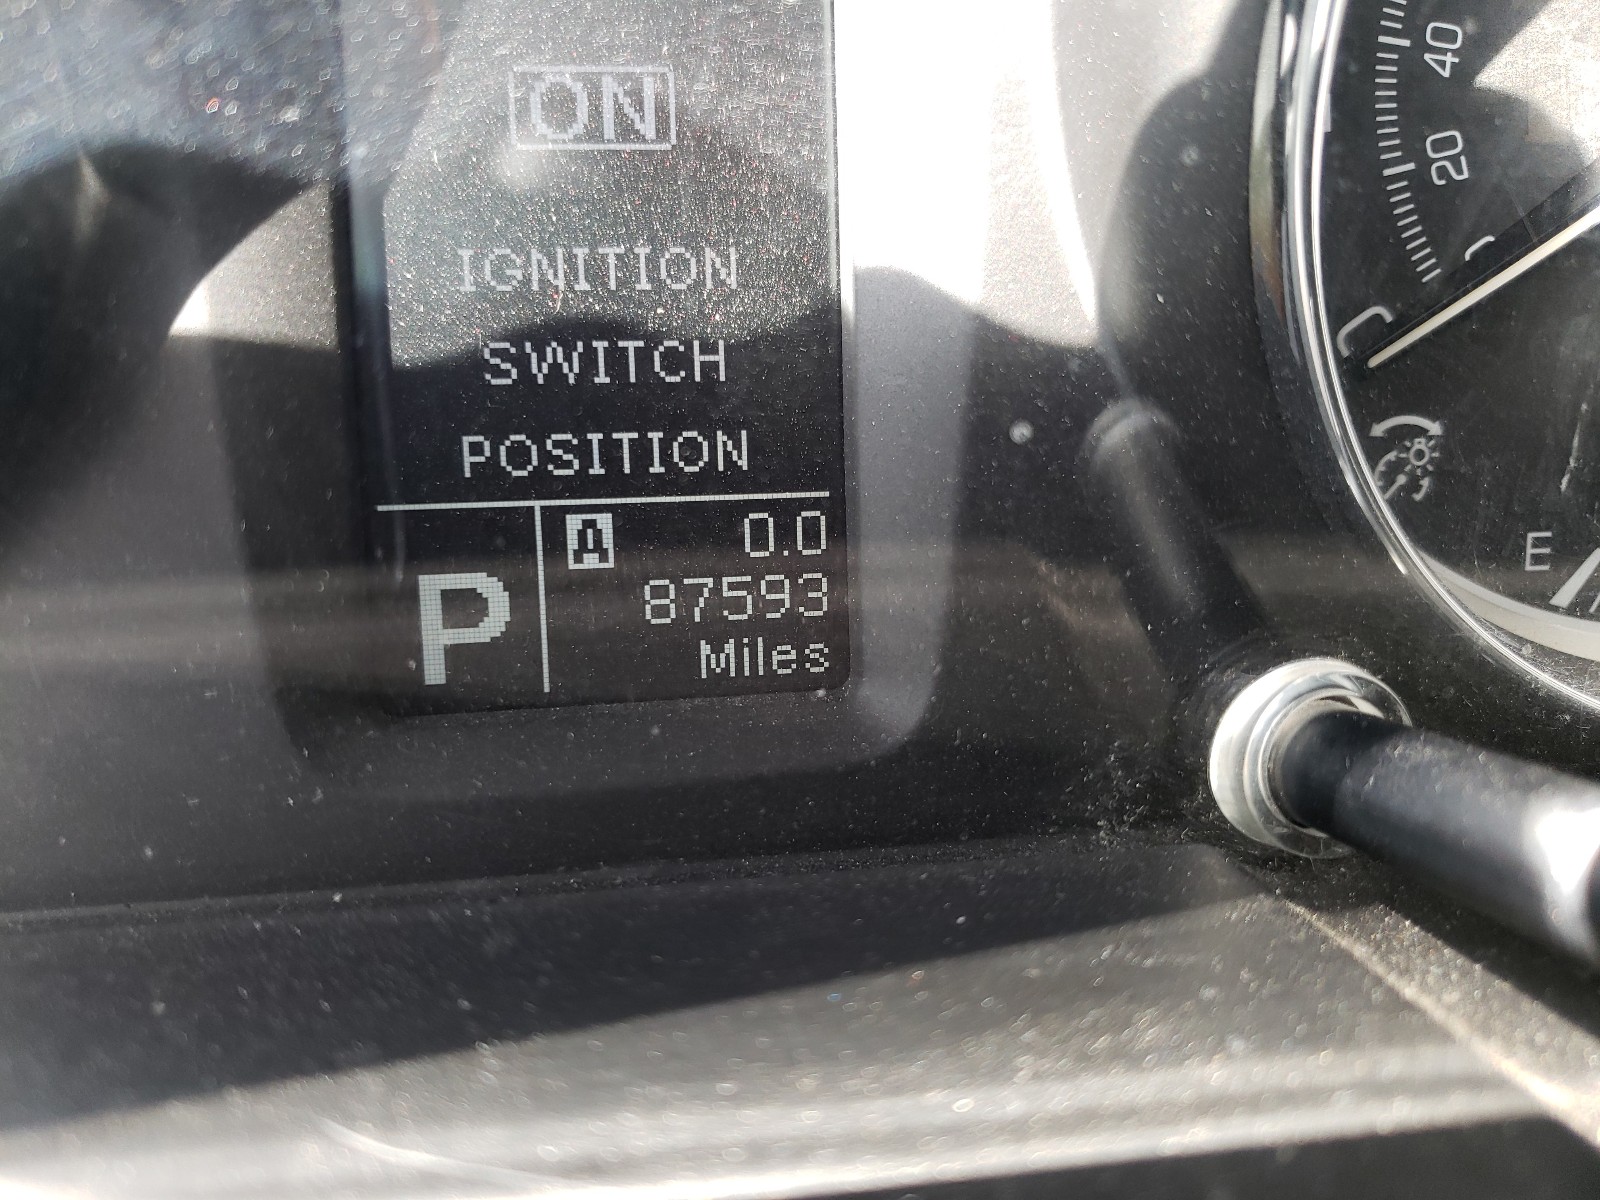 ON
IGNITION
SWITCH
POSITION
P
A 0.0
87593
Miles
40
20
E